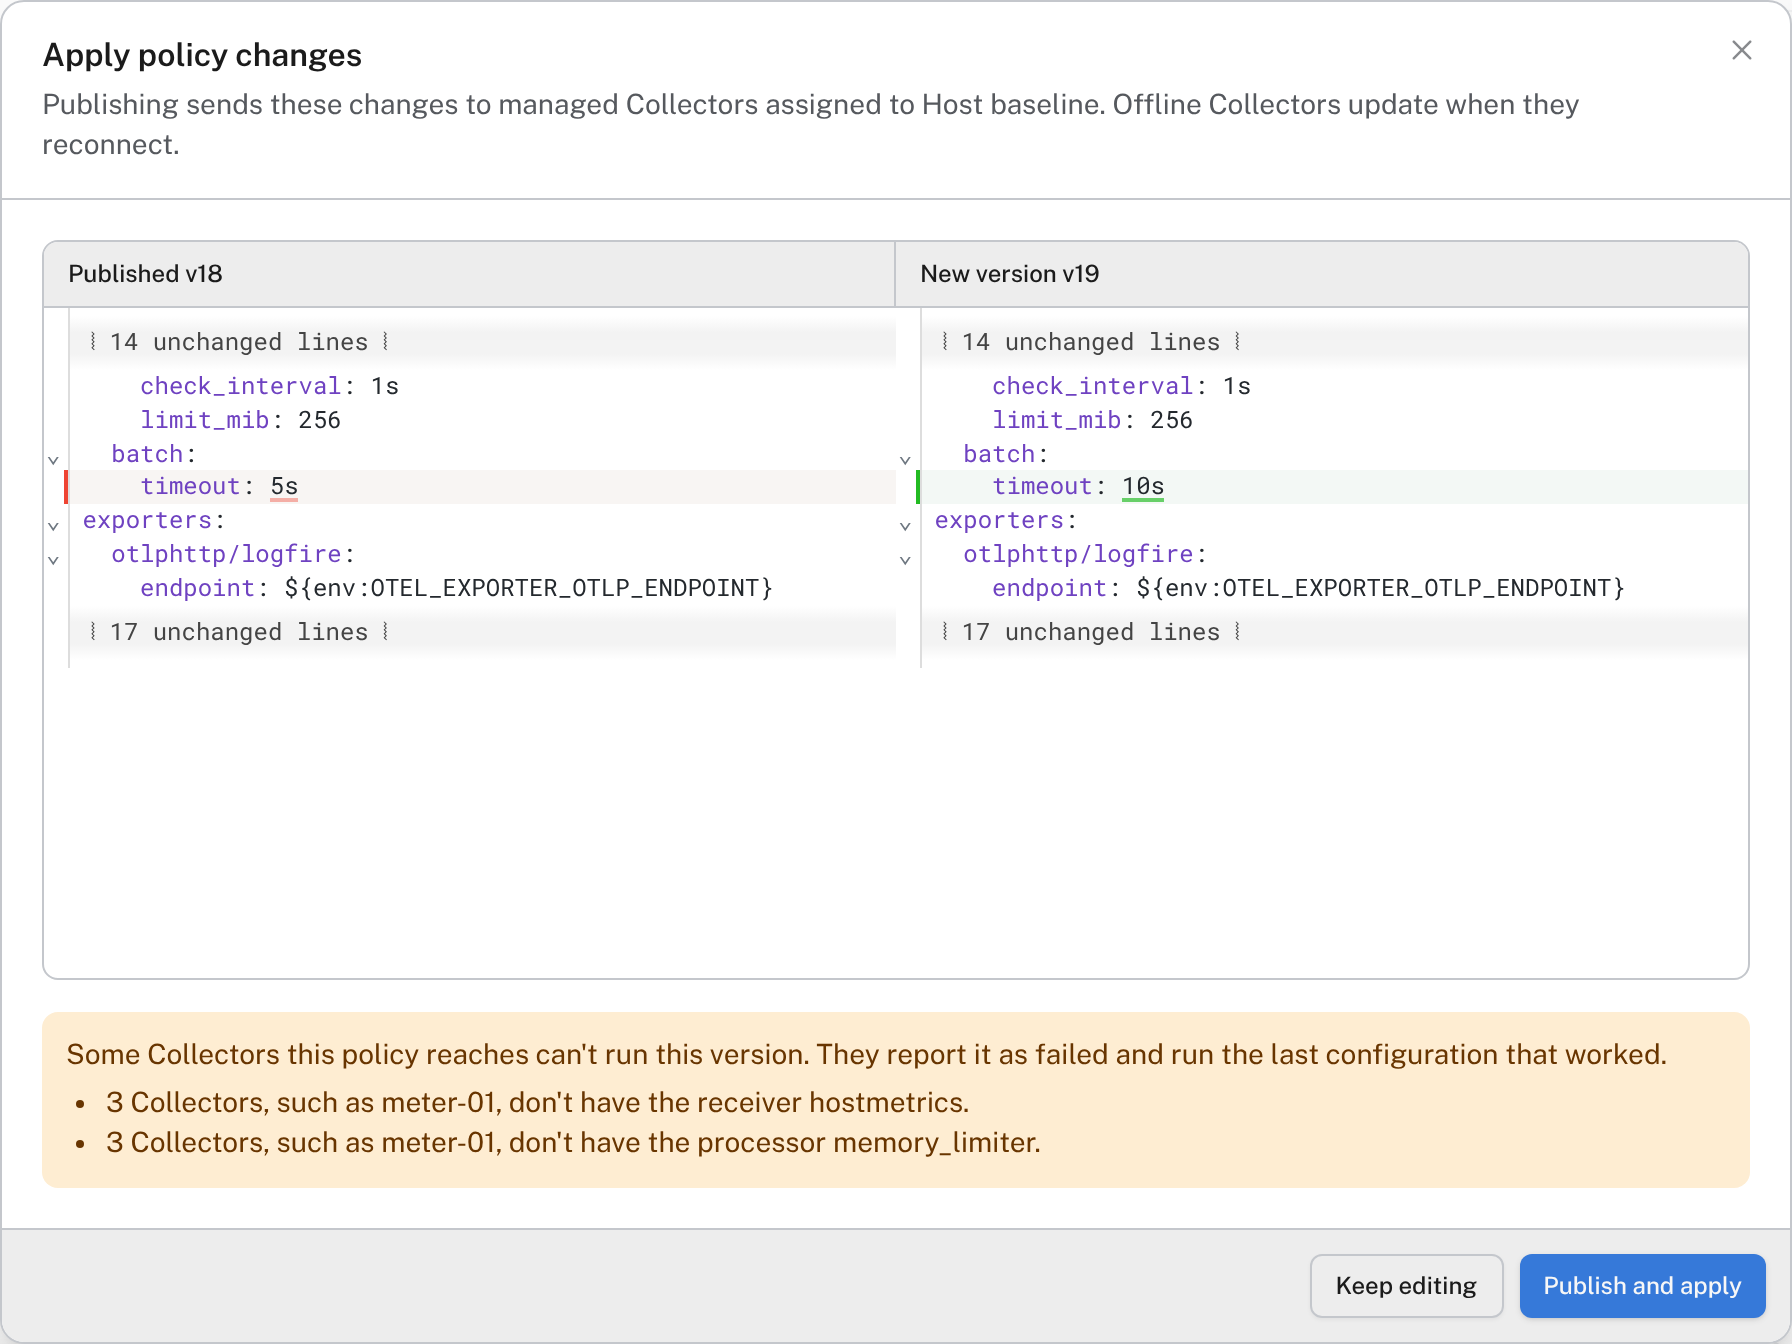 Apply policy changes
Publishing sends these changes to managed Collectors assigned to Host baseline. Offline Collectors update when they
reconnect.
Published v18
14 unchanged lines
check_interval: 1s
limit_mib: 256
batch:
timeout: 5s
exporters:
otlphttp/logfire:
endpoint: ${env:OTEL_EXPORTER_OTLP_ENDPOINT}
17 unchanged lines
New version v19
14 unchanged lines
check_interval: 1s
limit_mib: 256
batch:
timeout: 10s
exporters:
otlphttp/logfire:
endpoint: ${env:OTEL_EXPORTER_OTLP_ENDPOINT}
17 unchanged lines
Some Collectors this policy reaches can't run this version. They report it as failed and run the last configuration that worked.
• 3 Collectors, such as meter-01, don't have the receiver hostmetrics.
• 3 Collectors, such as meter-01, don't have the processor memory_limiter.
Keep editing
Publish and apply